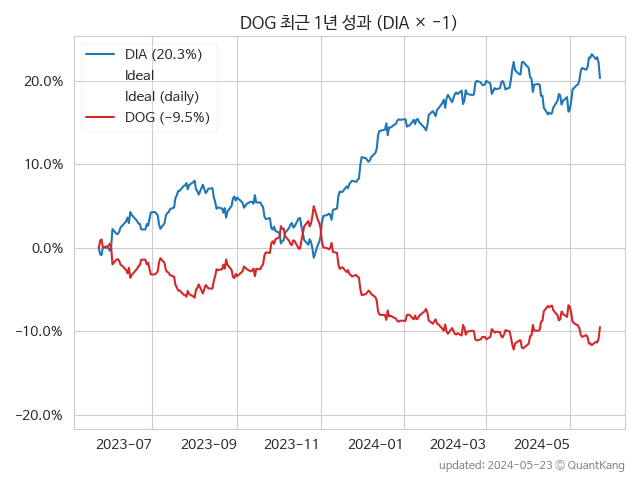 DOG 최근 1년 성과 (DIA × -1)
DIA (20.3%)
Ideal
Ideal (daily)
DOG (-9.5%)
20.0%
10.0%
0.0%
-10.0%
-20.0%
2023-07 2023-09 2023-11 2024-01 2024-03 2024-05
updated: 2024-05-23 © QuantKang